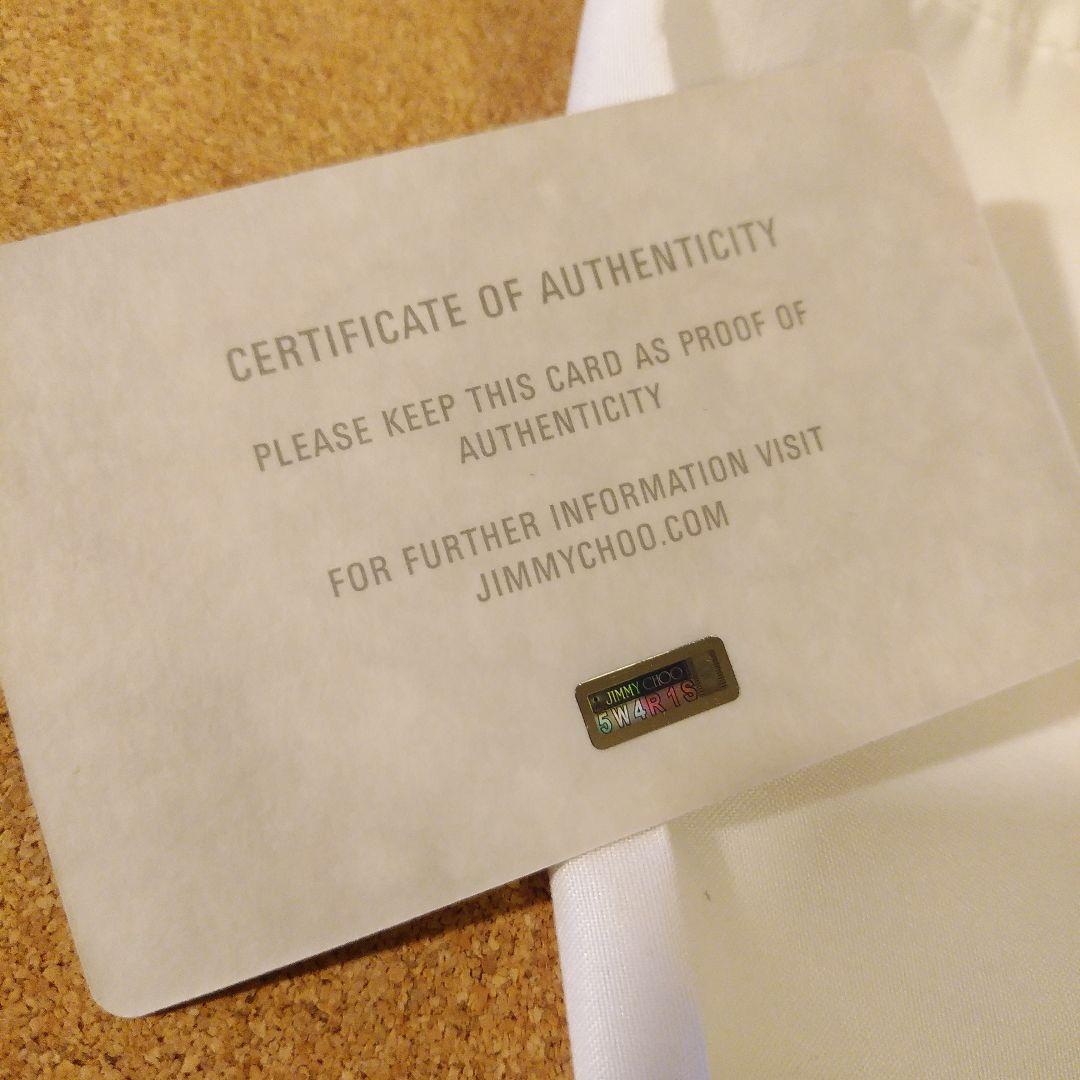 CERTIFICATE OF AUTHENTICITY
PLEASE KEEP THIS CARD AS PROOF OF
AUTHENTICITY
FOR FURTHER INFORMATION VISIT
JIMMYCHOO.COM
JIMMY CHOO
5W4R1S